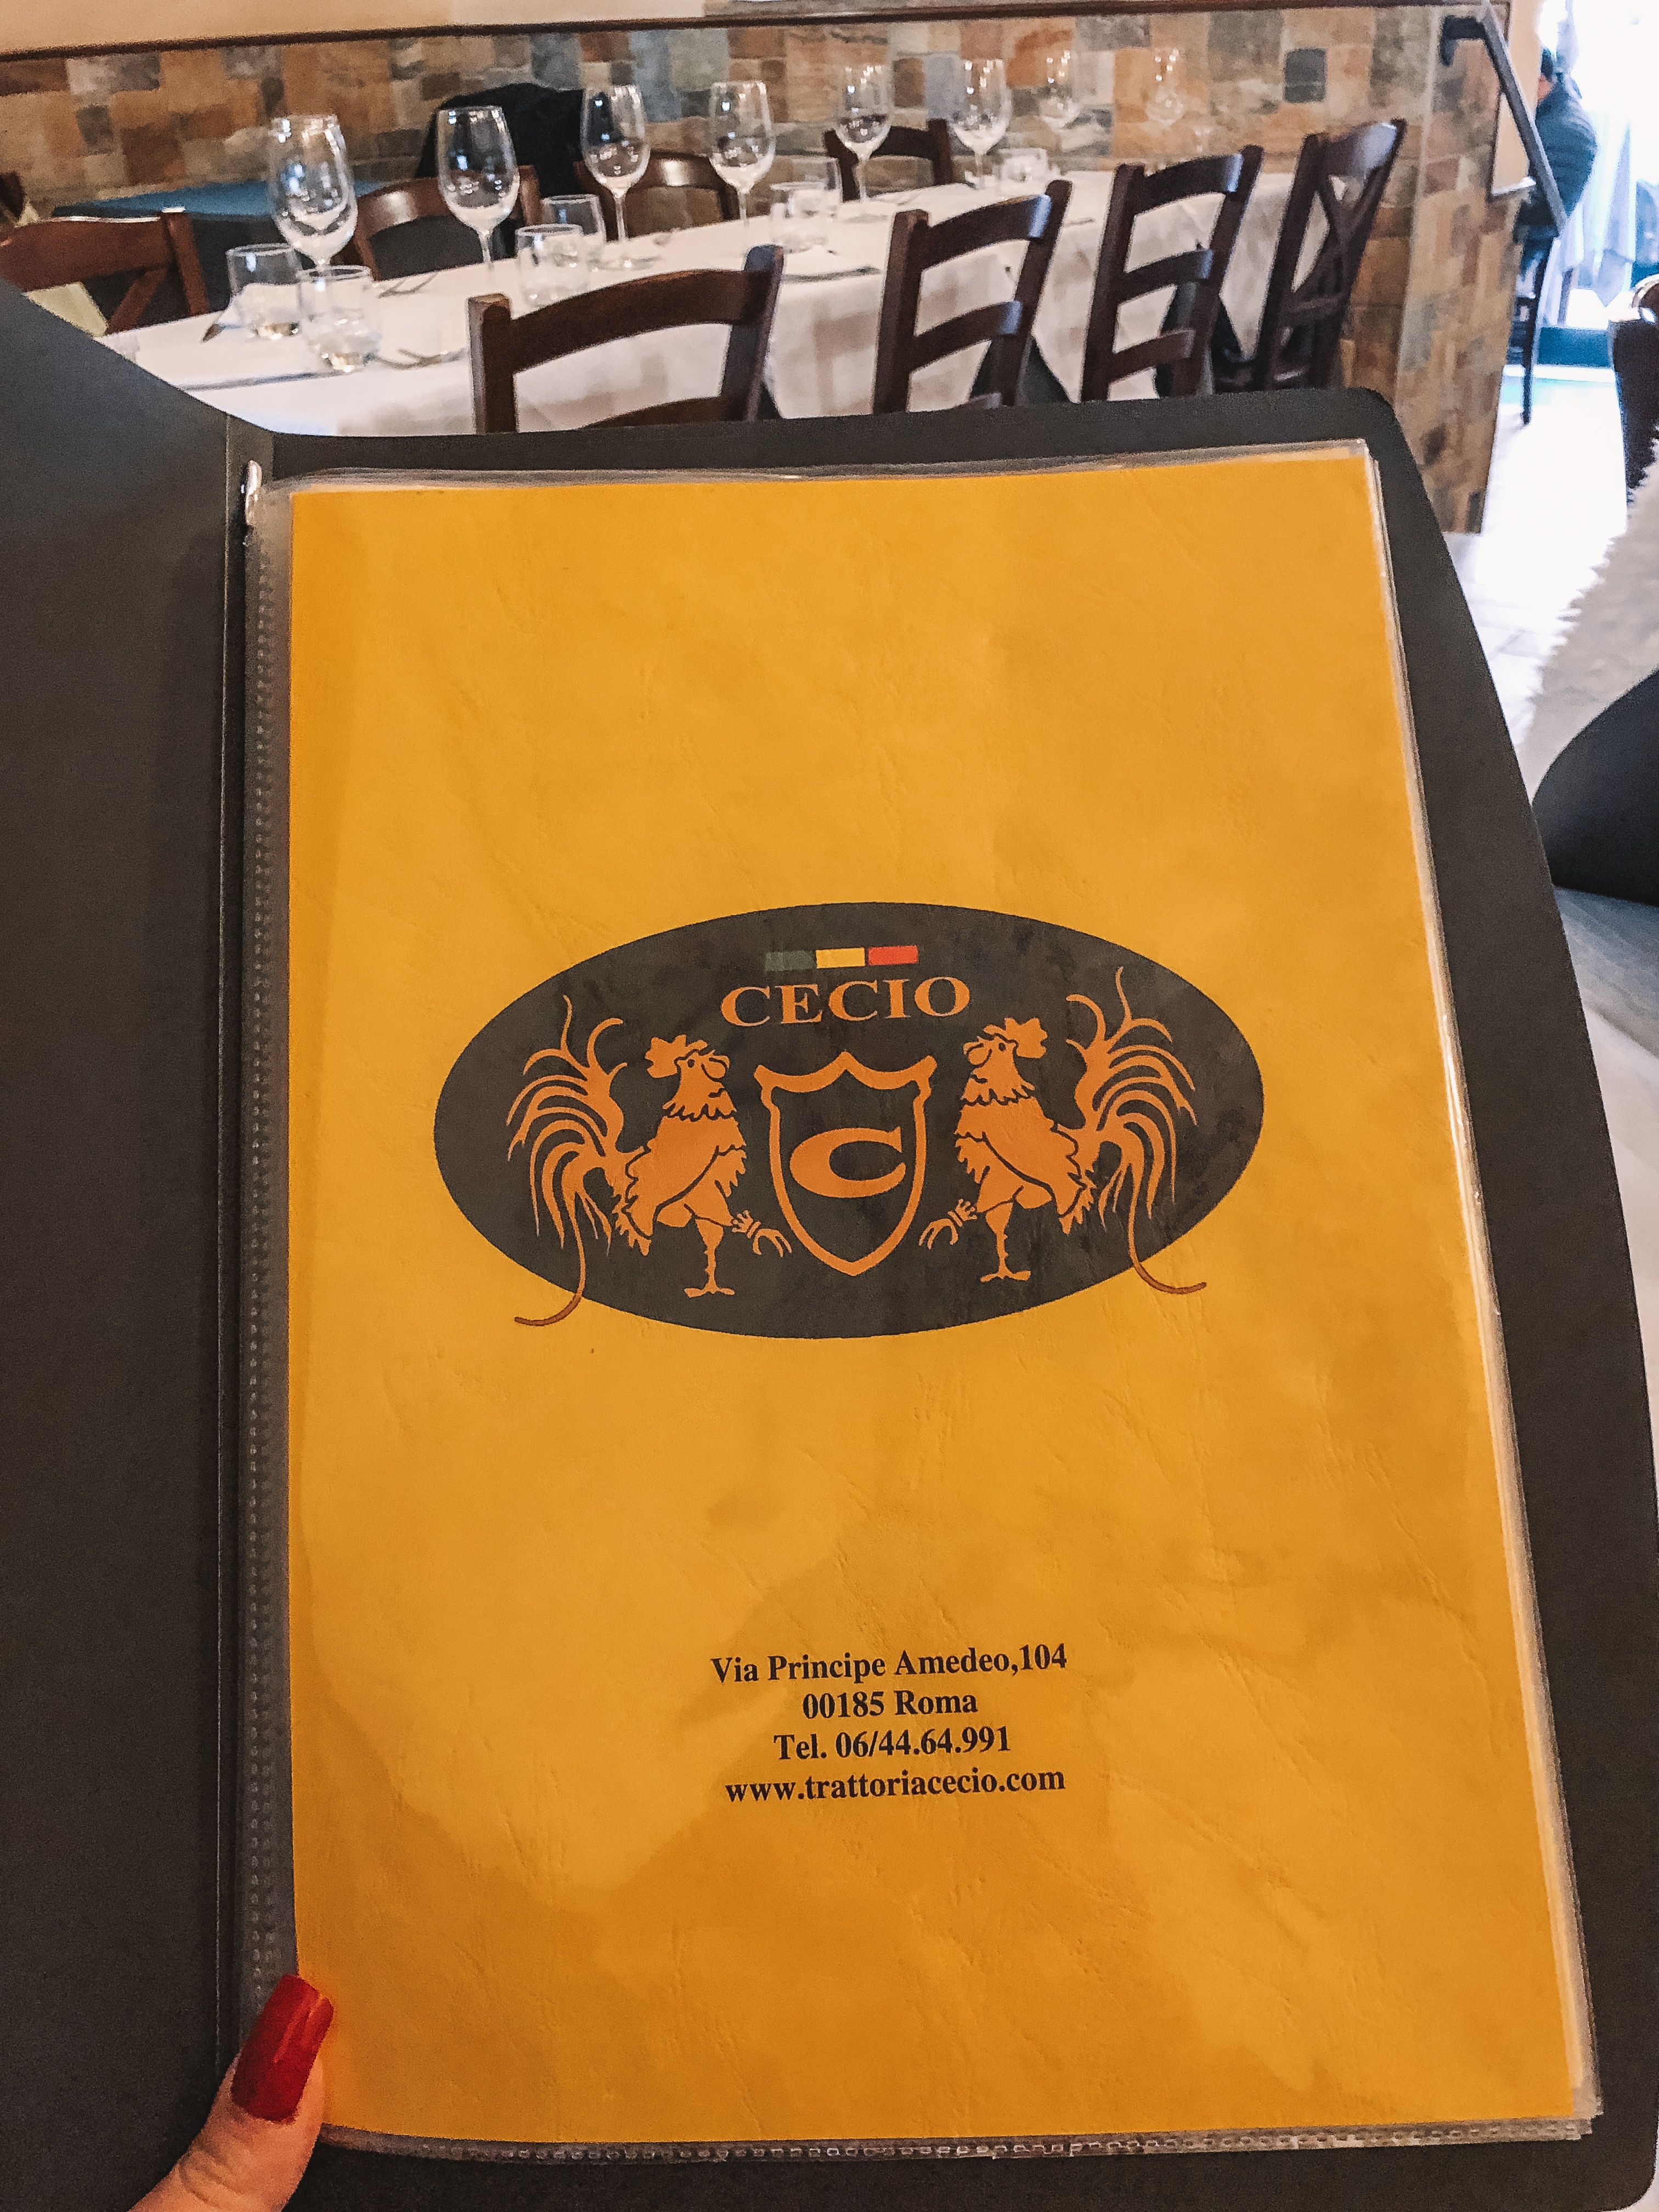 CECIO
C
Via Principe Amedeo,104
00185 Roma
Tel. 06/44.64.991
www.trattoriacecio.com